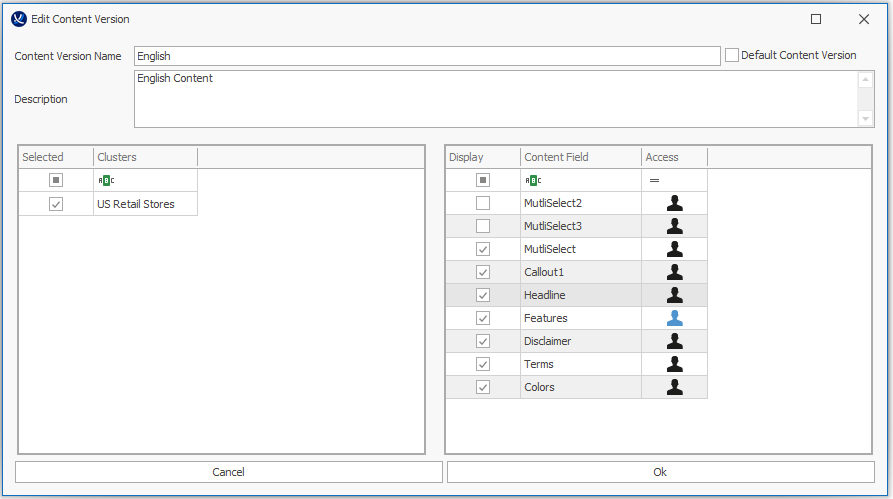 Edit Content Version
Content Version Name English Default Content Version
Description English Content
Selected Clusters
ABC
US Retail Stores
Display Content Field Access
ABC =
MutliSelect2
MutliSelect3
MutliSelect
Callout1
Headline
Features
Disclaimer
Terms
Colors
Cancel Ok